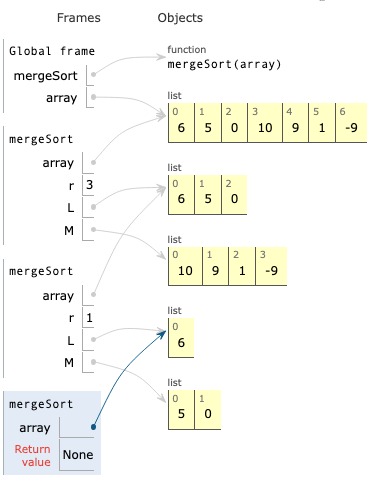 Frames Objects
Global frame
function
mergeSort mergeSort(array)
array
list
0 1 2 3 4 5 6
6 5 0 10 9 1 -9
mergeSort
array
r 3
L
M
list
0 1 2
6 5 0
list
0 1 2 3
10 9 1 -9
mergeSort
array
r 1
L
M
list
0
6
list
0 1
5 0
mergeSort
array
Return
value None